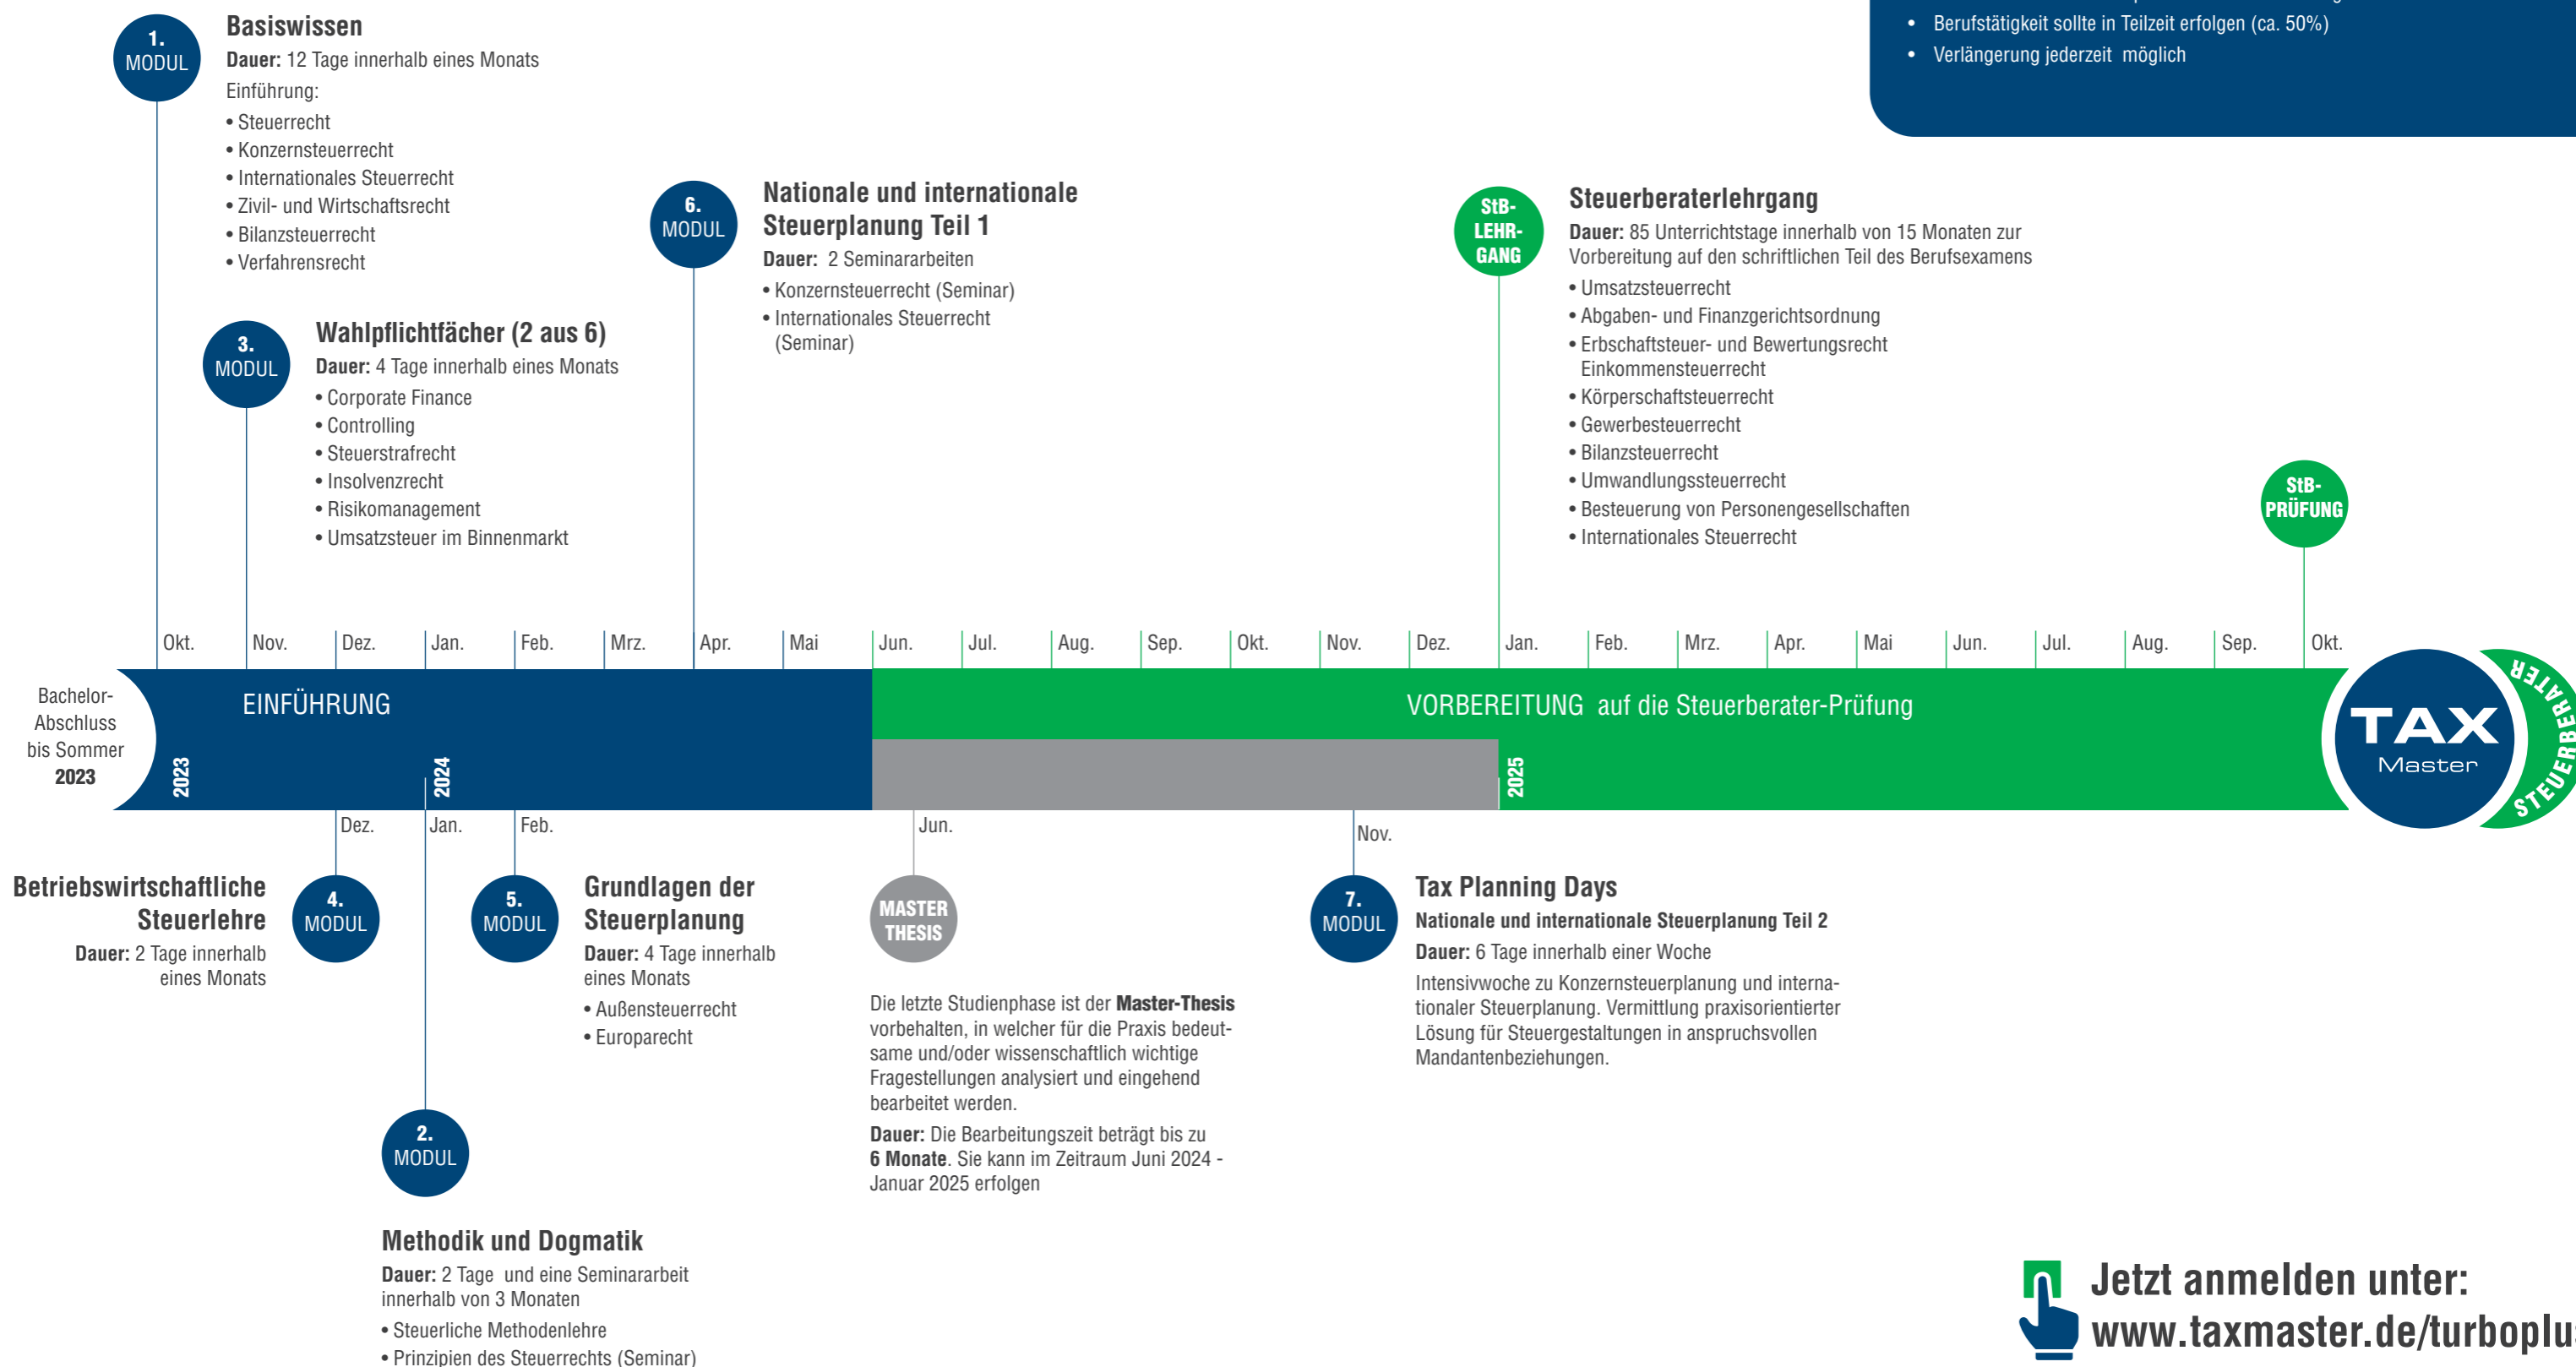 • Berufstätigkeit sollte in Teilzeit erfolgen (ca. 50%)
• Verlängerung jederzeit möglich
1.
MODUL
Basiswissen
Dauer: 12 Tage innerhalb eines Monats
Einführung:
• Steuerrecht
• Konzernsteuerrecht
• Internationales Steuerrecht
• Zivil- und Wirtschaftsrecht
• Bilanzsteuerrecht
• Verfahrensrecht
3.
MODUL
Wahlpflichtfächer (2 aus 6)
Dauer: 4 Tage innerhalb eines Monats
• Corporate Finance
• Controlling
• Steuerstrafrecht
• Insolvenzrecht
• Risikomanagement
• Umsatzsteuer im Binnenmarkt
6.
MODUL
Nationale und internationale
Steuerplanung Teil 1
Dauer: 2 Seminararbeiten
• Konzernsteuerrecht (Seminar)
• Internationales Steuerrecht
(Seminar)
StB-
LEHR-
GANG
Steuerberaterlehrgang
Dauer: 85 Unterrichtstage innerhalb von 15 Monaten zur
Vorbereitung auf den schriftlichen Teil des Berufsexamens
• Umsatzsteuerrecht
• Abgaben- und Finanzgerichtsordnung
• Erbschaftsteuer- und Bewertungsrecht
Einkommensteuerrecht
• Körperschaftsteuerrecht
• Gewerbesteuerrecht
• Bilanzsteuerrecht
• Umwandlungssteuerrecht
• Besteuerung von Personengesellschaften
• Internationales Steuerrecht
StB-
PRÜFUNG
Okt. Nov. Dez. Jan. Feb. Mrz. Apr. Mai Jun. Jul. Aug. Sep. Okt. Nov. Dez. Jan. Feb. Mrz. Apr. Mai Jun. Jul. Aug. Sep. Okt.
Bachelor-
Abschluss
bis Sommer
2023
EINFÜHRUNG
VORBEREITUNG auf die Steuerberater-Prüfung
2023
2024
2025
TAX
Master
STEUERBERATER
Dez. Jan. Feb. Jun. Nov.
Betriebswirtschaftliche
Steuerlehre
Dauer: 2 Tage innerhalb
eines Monats
4.
MODUL
5.
MODUL
Grundlagen der
Steuerplanung
Dauer: 4 Tage innerhalb
eines Monats
• Außensteuerrecht
• Europarecht
MASTER
THESIS
Die letzte Studienphase ist der Master-Thesis
vorbehalten, in welcher für die Praxis bedeut-
same und/oder wissenschaftlich wichtige
Fragestellungen analysiert und eingehend
bearbeitet werden.
Dauer: Die Bearbeitungszeit beträgt bis zu
6 Monate. Sie kann im Zeitraum Juni 2024 -
Januar 2025 erfolgen
7.
MODUL
Tax Planning Days
Nationale und internationale Steuerplanung Teil 2
Dauer: 6 Tage innerhalb einer Woche
Intensivwoche zu Konzernsteuerplanung und interna-
tionaler Steuerplanung. Vermittlung praxisorientierter
Lösung für Steuergestaltungen in anspruchsvollen
Mandantenbeziehungen.
2.
MODUL
Methodik und Dogmatik
Dauer: 2 Tage und eine Seminararbeit
innerhalb von 3 Monaten
• Steuerliche Methodenlehre
• Prinzipien des Steuerrechts (Seminar)
Jetzt anmelden unter:
www.taxmaster.de/turboplus